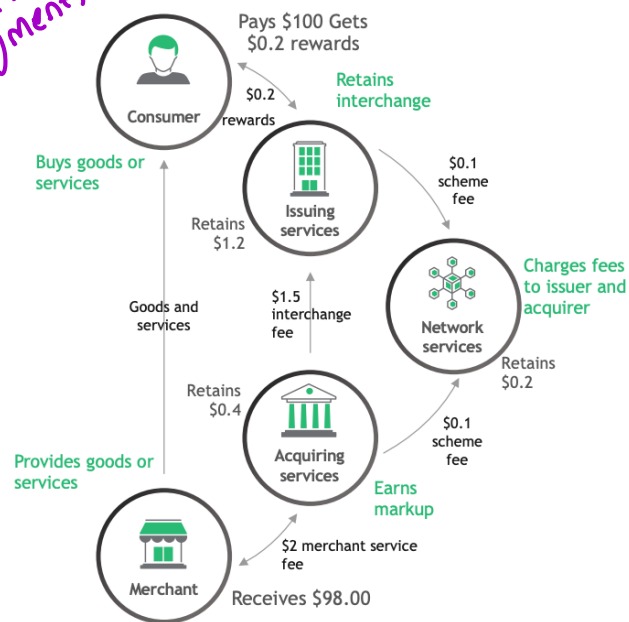 Pays $100 Gets
$0.2 rewards
Consumer
$0.2
rewards
Retains
interchange
Buys goods or
services
$0.1
scheme
fee
Issuing
services
Retains
$1.2
Charges fees
to issuer and
acquirer
Goods and
services
$1.5
interchange
fee
Network
services
Retains
$0.2
Retains
$0.4
Acquiring
services
$0.1
scheme
fee
Provides goods or
services
Earns
markup
$2 merchant service
fee
Merchant
Receives $98.00